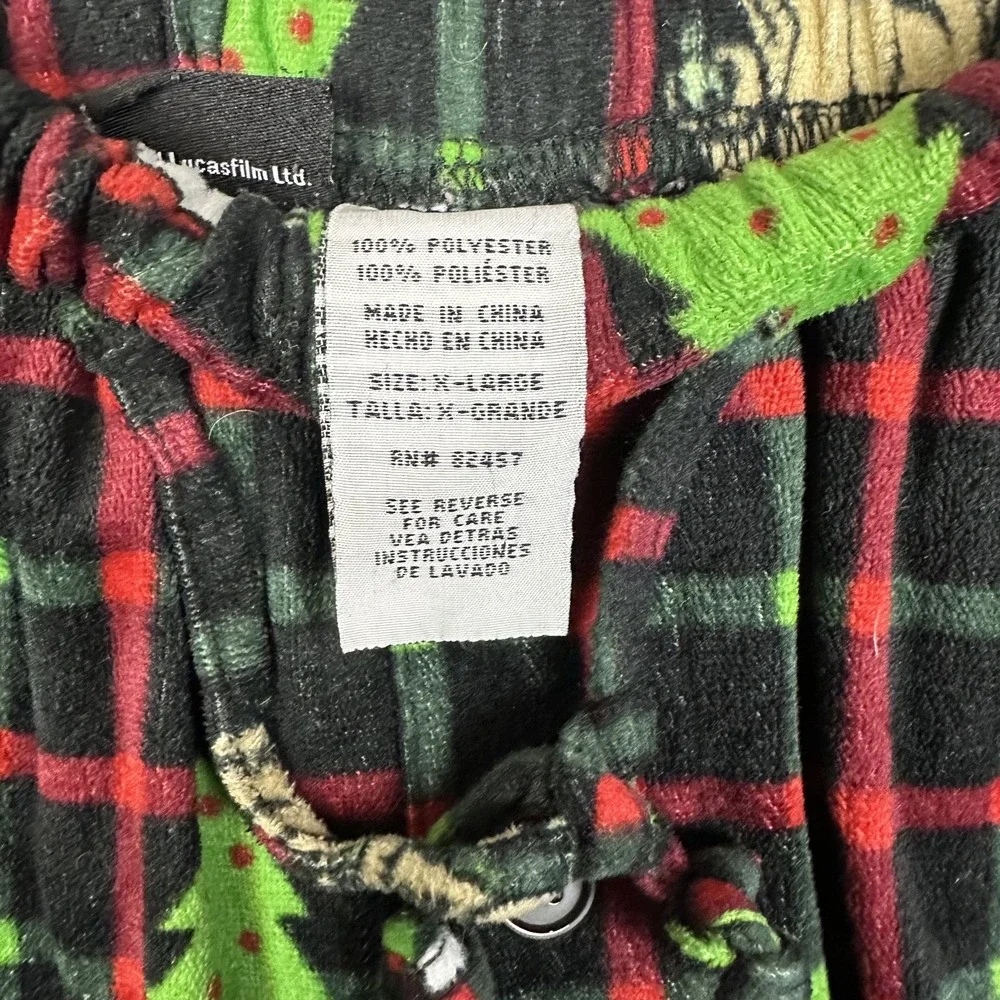 Lucasfilm Ltd.
100% POLYESTER
100% POLIÉSTER
MADE IN CHINA
HECHO EN CHINA
SIZE: X-LARGE
TALLA: X-GRANDE
RN# 82457
SEE REVERSE
FOR CARE
VEA DETRAS
INSTRUCCIONES
DE LAVADO